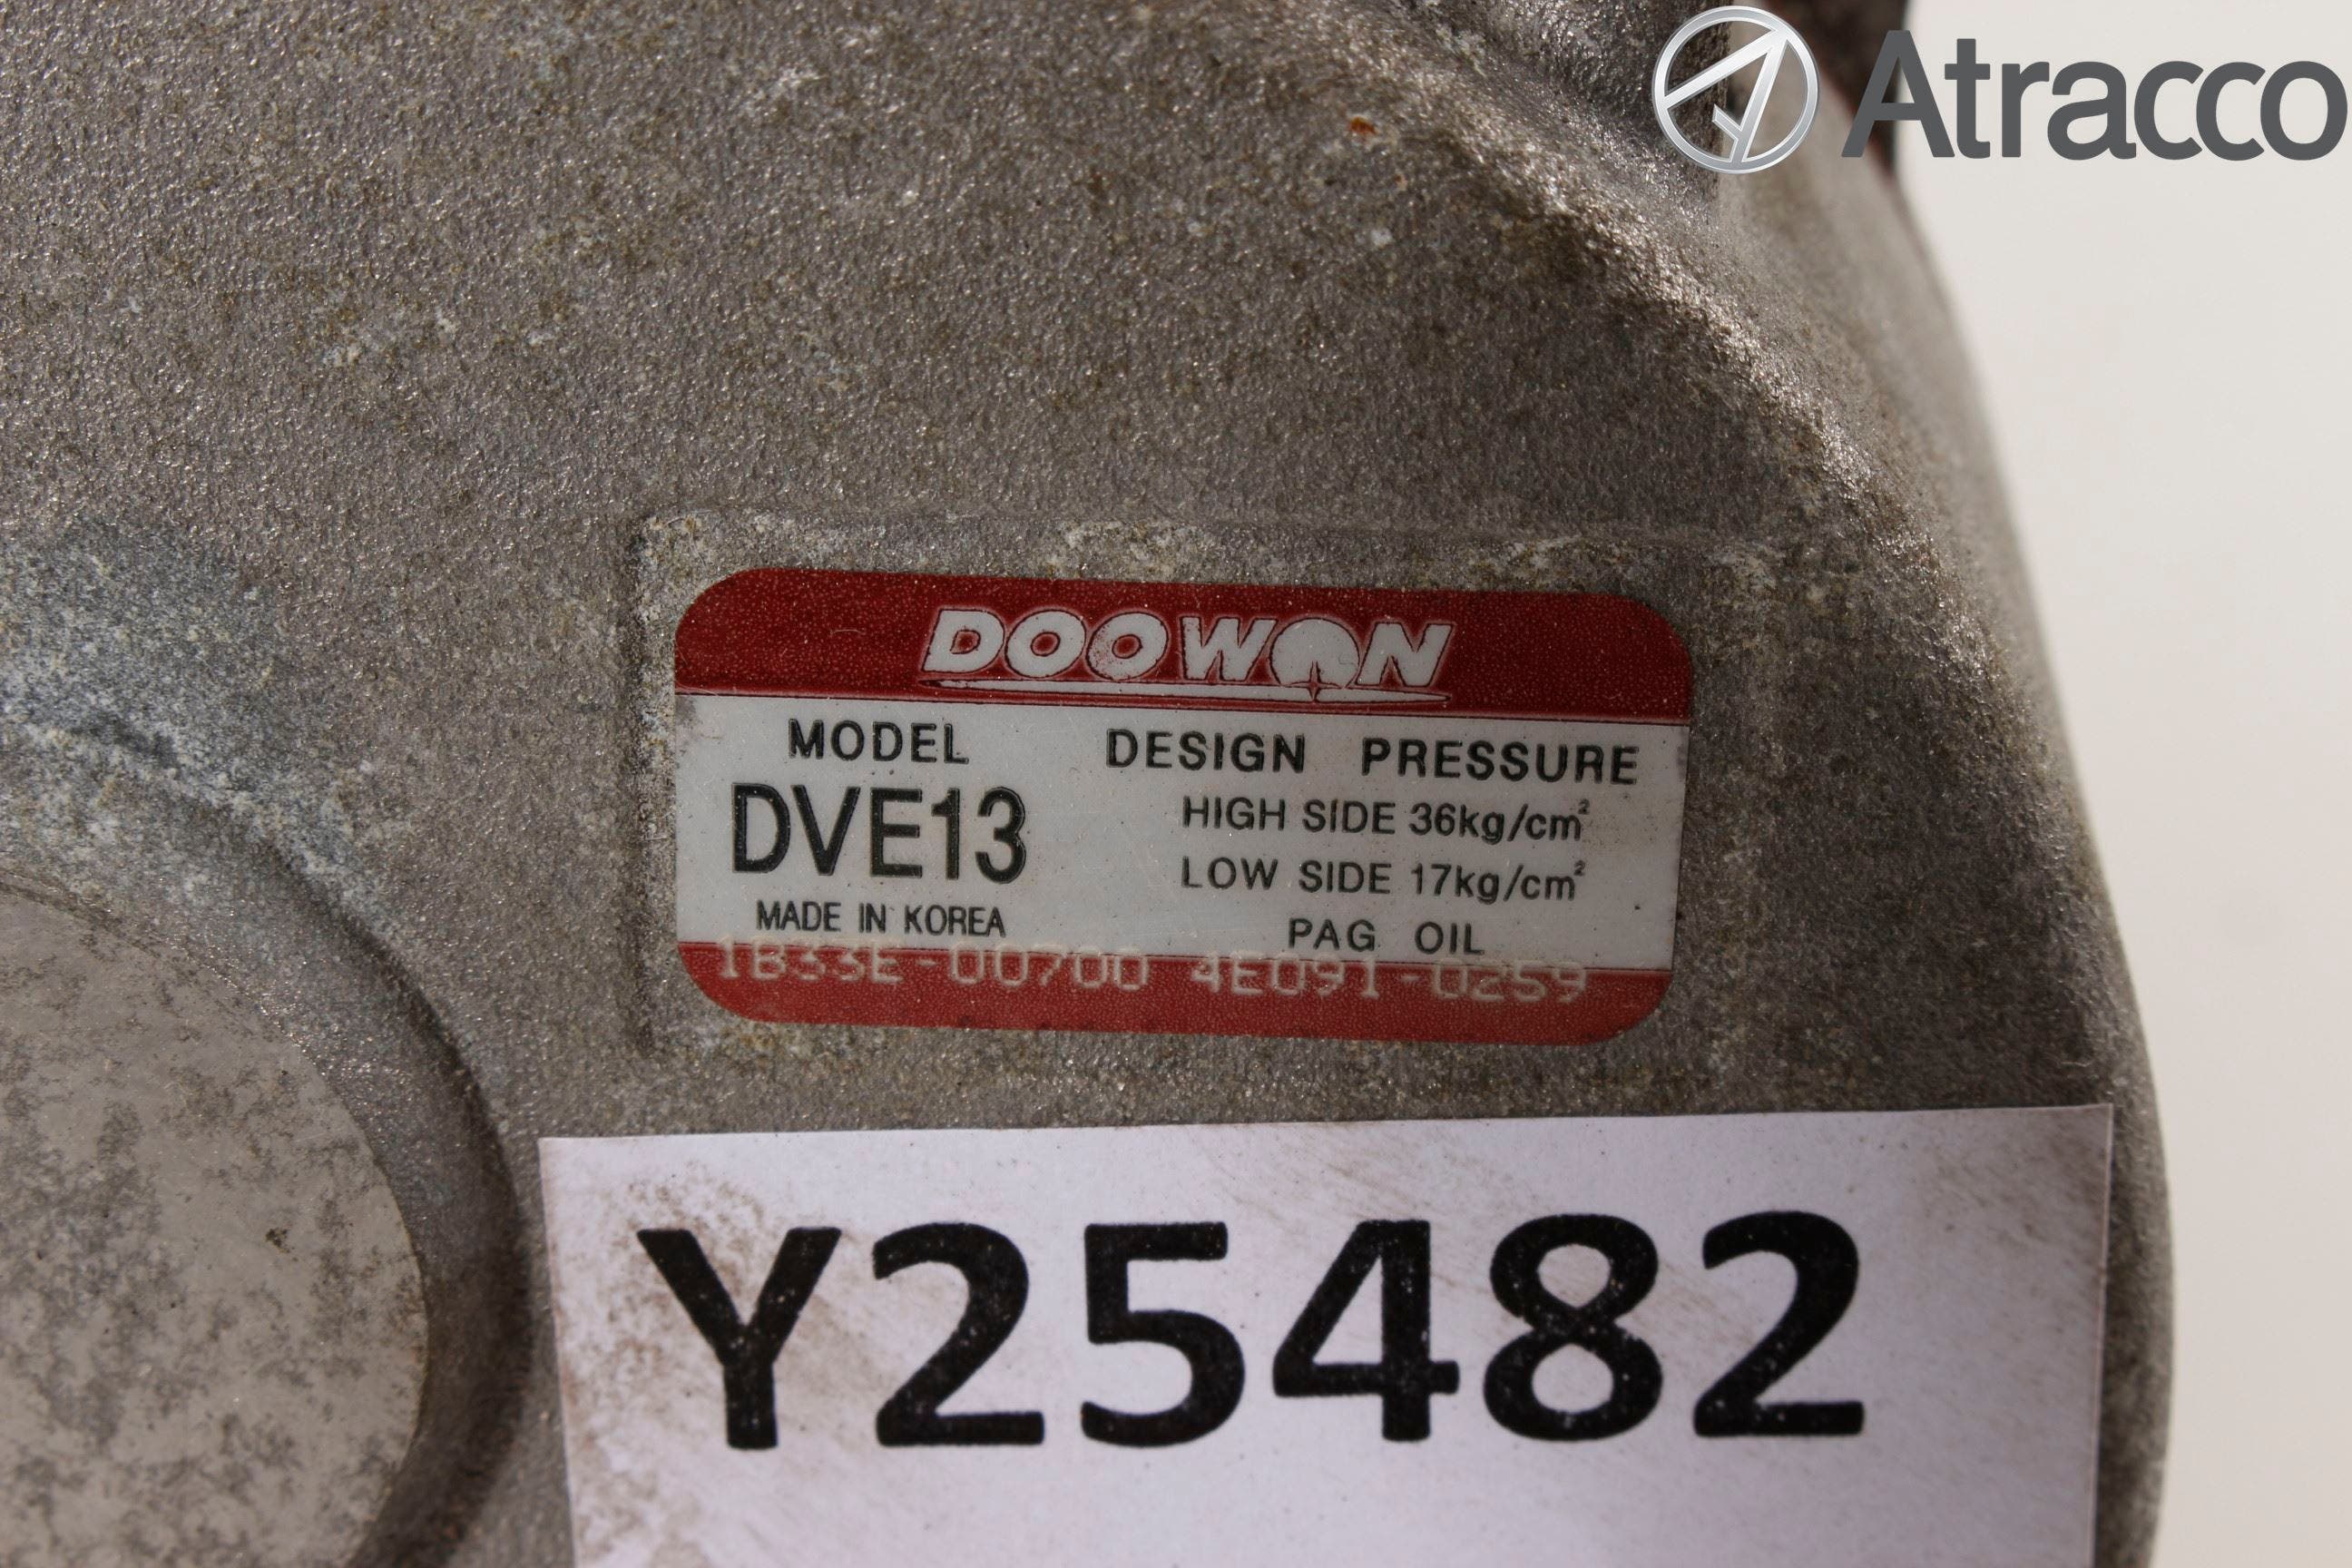 Atracco
DOOWON
MODEL
DVE13
MADE IN KOREA
DESIGN PRESSURE
HIGH SIDE 36kg/cm²
LOW SIDE 17kg/cm²
PAG OIL
1B33E-00700 4E091-0259
Y25482